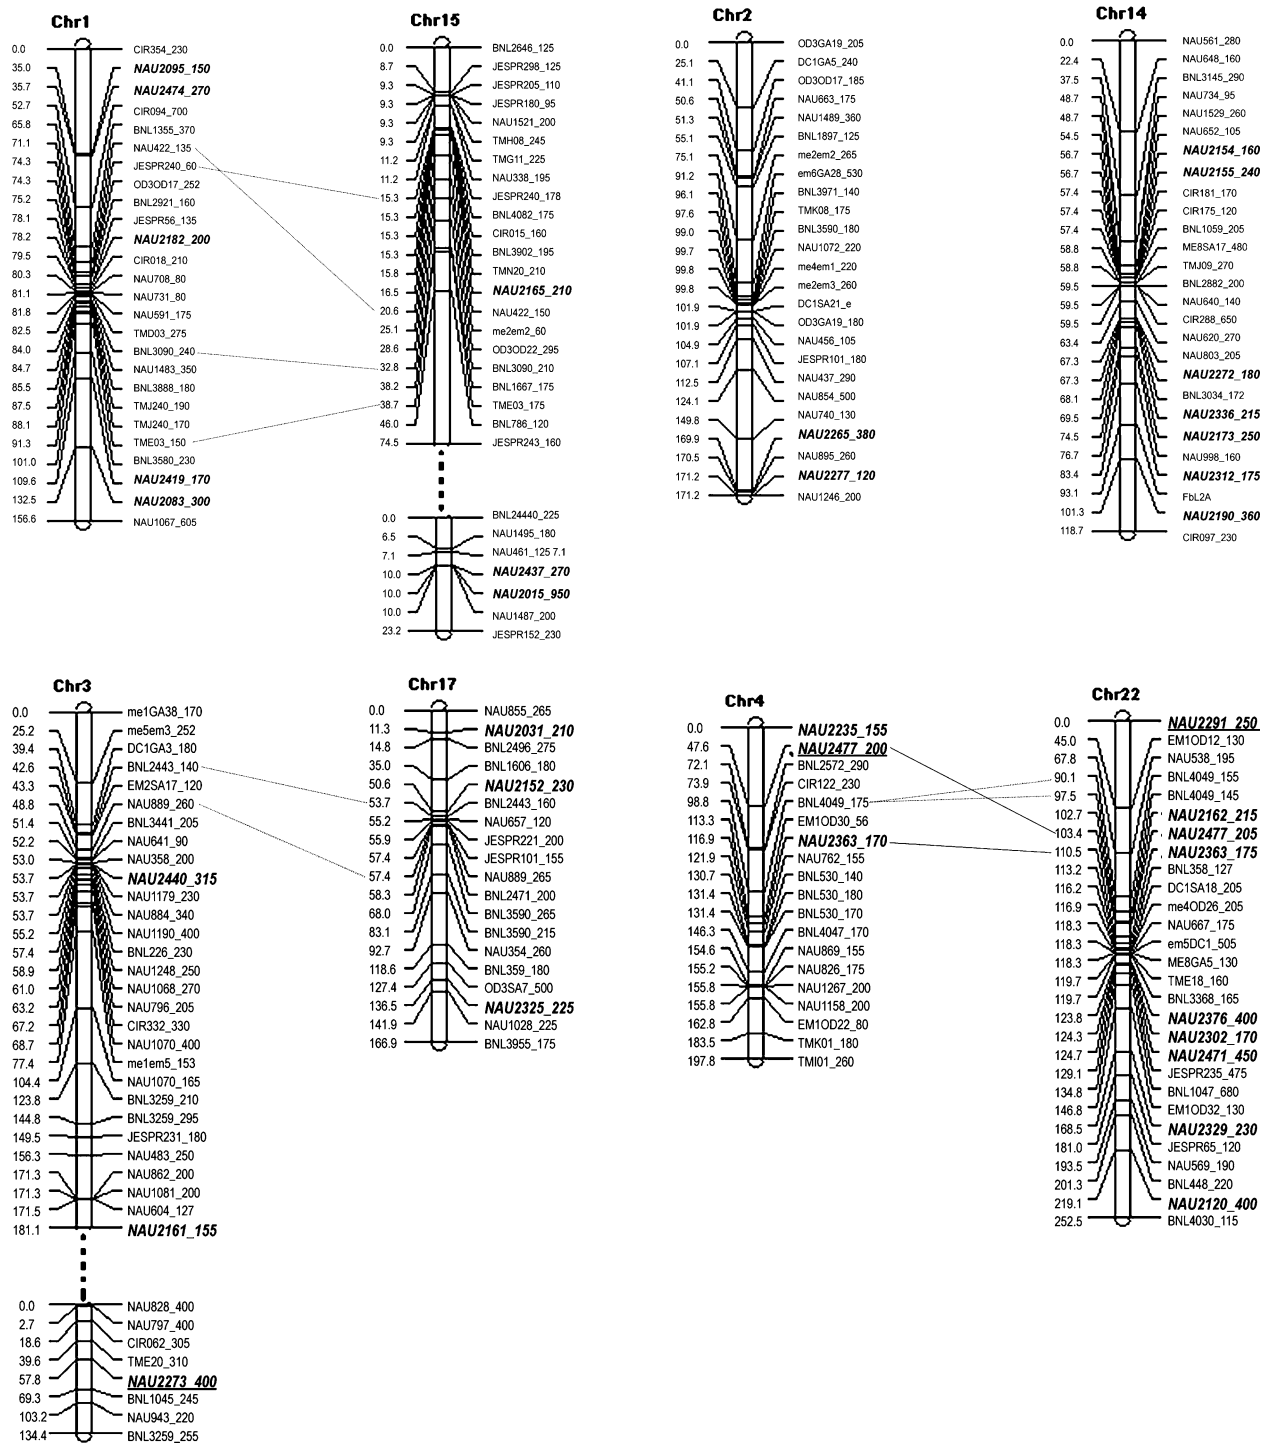 Chr1
0.0 CIR354_230
35.0 NAU2095_150
35.7 NAU2474_270
52.7 CIR094_700
65.8 BNL1355_370
71.1 NAU422_135
74.3 JESPR240_60
74.3 OD3OD17_252
75.2 BNL2921_160
78.1 JESPR56_135
78.2 NAU2182_200
79.5 CIR018_210
80.3 NAU708_80
81.1 NAU731_80
81.8 NAU591_175
82.5 TMD03_275
84.0 BNL3090_240
84.7 NAU1483_350
85.5 BNL3888_180
87.5 TMJ240_190
88.1 TMJ240_170
91.3 TME03_150
101.0 BNL3580_230
109.6 NAU2419_170
132.5 NAU2083_300
156.6 NAU1067_605
Chr15
0.0 BNL2646_125
8.7 JESPR298_125
9.3 JESPR205_110
9.3 JESPR180_95
9.3 NAU1521_200
9.3 TMH08_245
11.2 TMG11_225
11.2 NAU338_195
15.3 JESPR240_178
15.3 BNL4082_175
15.3 CIR015_160
15.3 BNL3902_195
15.8 TMN20_210
16.5 NAU2165_210
20.6 NAU422_150
25.1 me2em2_60
28.6 OD3OD22_295
32.8 BNL3090_210
38.2 BNL1667_175
38.7 TME03_175
46.0 BNL786_120
74.5 JESPR243_160
0.0 BNL24440_225
6.5 NAU1495_180
7.1 NAU461_125 7.1
10.0 NAU2437_270
10.0 NAU2015_950
10.0 NAU1487_200
23.2 JESPR152_230
Chr2
0.0 OD3GA19_205
25.1 DC1GA5_240
41.1 OD3OD17_185
50.6 NAU663_175
51.3 NAU1489_360
55.1 BNL1897_125
75.1 me2em2_265
91.2 em6GA28_530
96.1 BNL3971_140
97.6 TMK08_175
99.0 BNL3590_180
99.7 NAU1072_220
99.8 me4em1_220
99.8 me2em3_260
101.9 DC1SA21_e
101.9 OD3GA19_180
104.9 NAU456_105
107.1 JESPR101_180
112.5 NAU437_290
124.1 NAU854_500
149.8 NAU740_130
169.9 NAU2265_380
170.5 NAU895_260
171.2 NAU2277_120
171.2 NAU1246_200
Chr14
0.0 NAU561_280
22.4 NAU648_160
37.5 BNL3145_290
48.7 NAU734_95
48.7 NAU1529_260
54.5 NAU652_105
56.7 NAU2154_160
56.7 NAU2155_240
57.4 CIR181_170
57.4 CIR175_120
57.4 BNL1059_205
58.8 ME8SA17_480
58.8 TMJ09_270
59.5 BNL2882_200
59.5 NAU640_140
59.5 CIR288_650
63.4 NAU620_270
67.3 NAU803_205
67.3 NAU2272_180
68.1 BNL3034_172
69.5 NAU2336_215
74.5 NAU2173_250
76.7 NAU998_160
83.4 NAU2312_175
93.1 FbL2A
101.3 NAU2190_360
118.7 CIR097_230
Chr3
0.0 me1GA38_170
25.2 me5em3_252
39.4 DC1GA3_180
42.6 BNL2443_140
43.3 EM2SA17_120
48.8 NAU889_260
51.4 BNL3441_205
52.2 NAU641_90
53.0 NAU358_200
53.7 NAU2440_315
53.7 NAU1179_230
53.7 NAU884_340
55.2 NAU1190_400
57.4 BNL226_230
58.9 NAU1248_250
61.0 NAU1068_270
63.2 NAU796_205
67.2 CIR332_330
68.7 NAU1070_400
77.4 me1em5_153
104.4 NAU1070_165
123.8 BNL3259_210
144.8 BNL3259_295
149.5 JESPR231_180
156.3 NAU483_250
171.3 NAU862_200
171.3 NAU1081_200
171.5 NAU604_127
181.1 NAU2161_155
0.0 NAU828_400
2.7 NAU797_400
18.6 CIR062_305
39.6 TME20_310
57.8 NAU2273_400
69.3 BNL1045_245
103.2 NAU943_220
134.4 BNL3259_255
Chr17
0.0 NAU855_265
11.3 NAU2031_210
14.8 BNL2496_275
35.0 BNL1606_180
50.6 NAU2152_230
53.7 BNL2443_160
55.2 NAU657_120
55.9 JESPR221_200
57.4 JESPR101_155
57.4 NAU889_265
58.3 BNL2471_200
68.0 BNL3590_265
83.1 BNL3590_215
92.7 NAU354_260
118.6 BNL359_180
127.4 OD3SA7_500
136.5 NAU2325_225
141.9 NAU1028_225
166.9 BNL3955_175
Chr4
0.0 NAU2235_155
47.6 NAU2477_200
72.1 BNL2572_290
73.9 CIR122_230
98.8 BNL4049_175
113.3 EM1OD30_56
116.9 NAU2363_170
121.9 NAU762_155
130.7 BNL530_140
131.4 BNL530_180
131.4 BNL530_170
146.3 BNL4047_170
154.6 NAU869_155
155.2 NAU826_175
155.8 NAU1267_200
155.8 NAU1158_200
162.8 EM1OD22_80
183.5 TMK01_180
197.8 TMI01_260
Chr22
0.0 NAU2291_250
45.0 EM1OD12_130
67.8 NAU538_195
90.1 BNL4049_155
97.5 BNL4049_145
102.7 NAU2162_215
103.4 NAU2477_205
110.5 NAU2363_175
113.2 BNL358_127
116.2 DC1SA18_205
116.9 me4OD26_205
118.3 NAU667_175
118.3 em5DC1_505
118.3 ME8GA5_130
119.7 TME18_160
119.7 BNL3368_165
123.8 NAU2376_400
124.3 NAU2302_170
124.7 NAU2471_450
129.1 JESPR235_475
134.8 BNL1047_680
146.8 EM1OD32_130
168.5 NAU2329_230
181.0 JESPR65_120
193.5 NAU569_190
201.3 BNL448_220
219.1 NAU2120_400
252.5 BNL4030_115